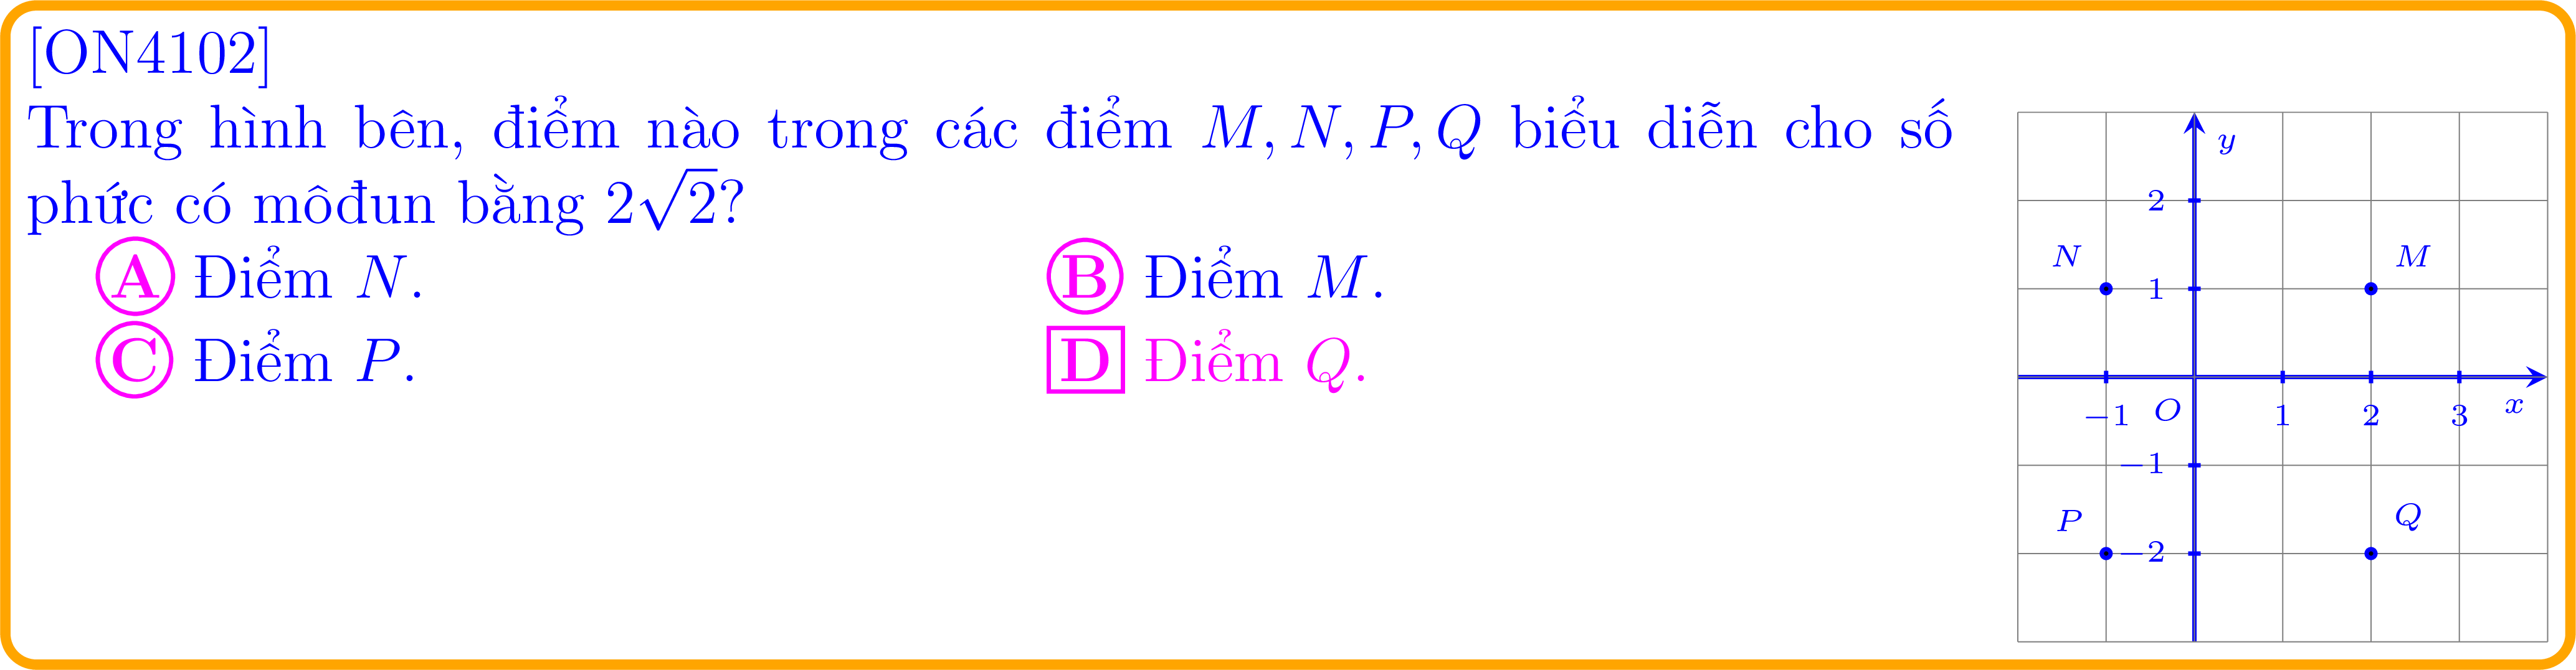 [ON4102]
Trong hình bên, điểm nào trong các điểm M, N, P, Q biểu diễn cho số
phức có môđun bằng 2√2?
A Điểm N.
B Điểm M.
C Điểm P.
D Điểm Q.
y
2
N
M
1
−1
O
1
2
3
x
−1
P
Q
−2